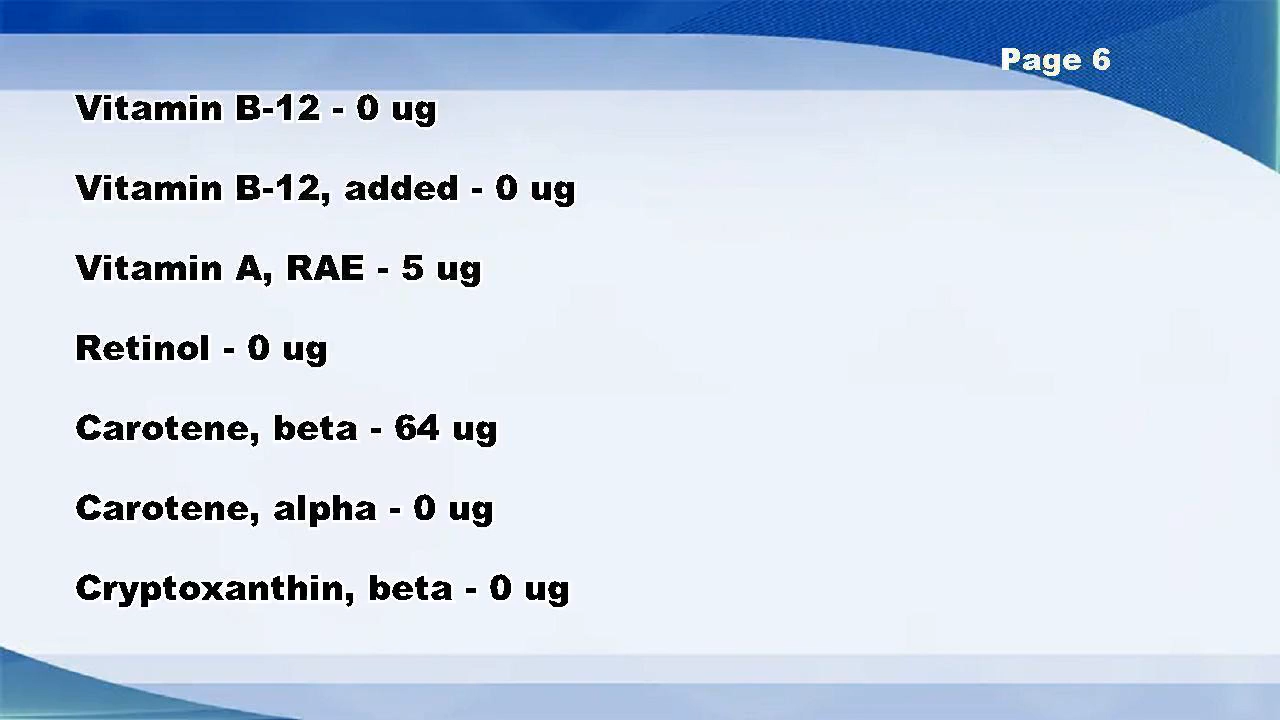 Page 6
Vitamin B-12 - 0 ug
Vitamin B-12, added - 0 ug
Vitamin A, RAE - 5 ug
Retinol - 0 ug
Carotene, beta - 64 ug
Carotene, alpha - 0 ug
Cryptoxanthin, beta - 0 ug